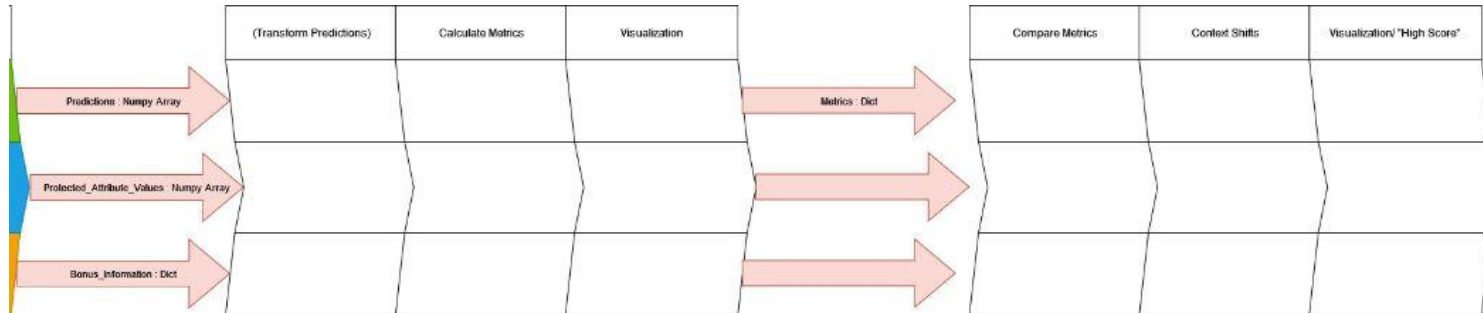 (Transform Predictions)
Calculate Metrics
Visualization
Compare Metrics
Context Shifts
Visualization/ "High Score"
Predictions : Numpy Array
Metrics : Dict
Protected_Attribute_Values : Numpy Array
Bonus_Information : Dict